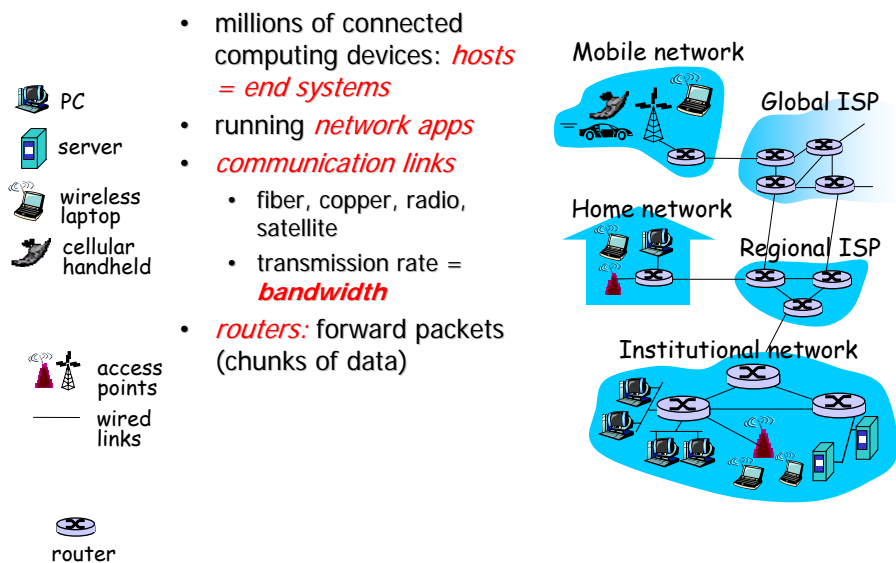 PC
server
wireless
laptop
cellular
handheld
access
points
wired
links
router
• millions of connected
computing devices: hosts
= end systems
• running network apps
• communication links
• fiber, copper, radio,
satellite
• transmission rate =
bandwidth
• routers: forward packets
(chunks of data)
Mobile network
Global ISP
Home network
Regional ISP
Institutional network